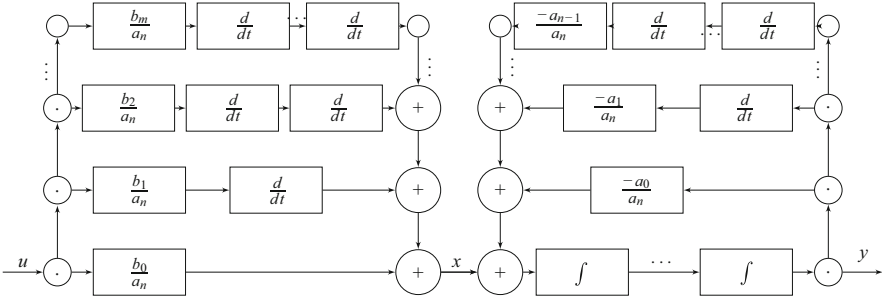 b_m/a_n d/dt ... d/dt -a_{n-1}/a_n d/dt ... d/dt
⋮ ⋮ ⋮ ⋮
· b_2/a_n d/dt d/dt + + -a_1/a_n d/dt ·
· b_1/a_n d/dt + + -a_0/a_n ·
u · b_0/a_n + x + ∫ ... ∫ · y